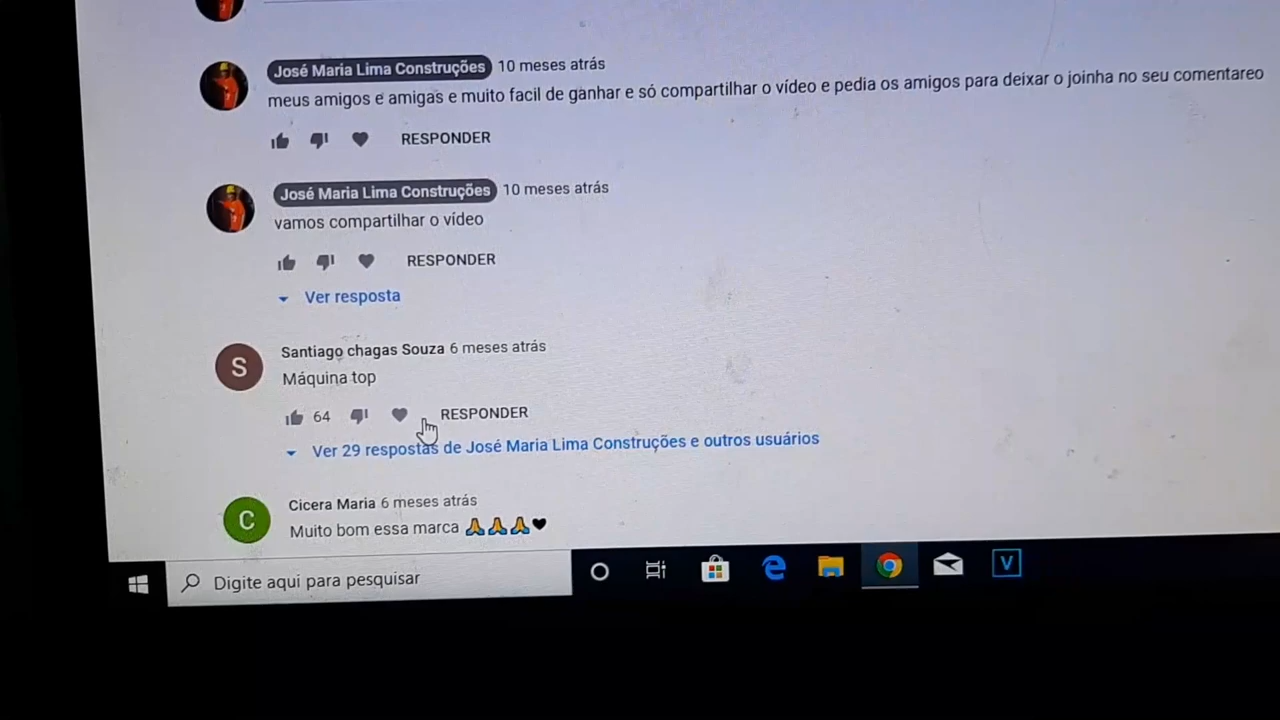 José Maria Lima Construções 10 meses atrás
meus amigos e amigas e muito facil de ganhar e só compartilhar o vídeo e pedia os amigos para deixar o joinha no seu comentareo
RESPONDER
José Maria Lima Construções 10 meses atrás
vamos compartilhar o vídeo
RESPONDER
Ver resposta
S
Santiago chagas Souza 6 meses atrás
Máquina top
64 RESPONDER
Ver 29 respostas de José Maria Lima Construções e outros usuários
C
Cicera Maria 6 meses atrás
Muito bom essa marca 🙏🙏🙏🖤
Digite aqui para pesquisar
V